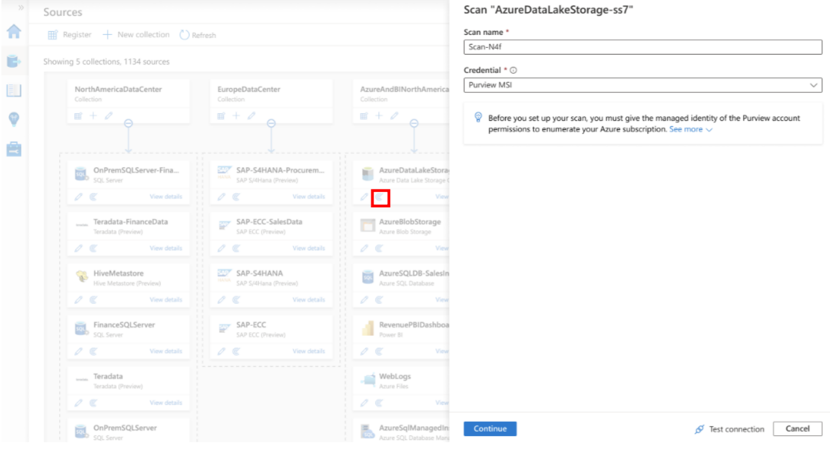 Sources
Register
New collection
Refresh
Showing 5 collections, 1134 sources
NorthAmericaDataCenter
Collection
EuropeDataCenter
Collection
AzureAndBINorthAmerica
Collection
OnPremSQLServer-Fina...
SQL Server
View details
Teradata-FinanceData
Teradata (Preview)
View details
HiveMetastore
Hive Metastore (Preview)
View details
FinanceSQLServer
SQL Server
View details
Teradata
Teradata (Preview)
View details
OnPremSQLServer
SQL Server
SAP-S4HANA-Procurem...
SAP S/4Hana (Preview)
View details
SAP-ECC-SalesData
SAP ECC (Preview)
View details
SAP-S4HANA
SAP S/4Hana (Preview)
View details
SAP-ECC
SAP ECC (Preview)
View details
AzureDataLakeStora
Azure Data Lake Storage G
View
AzureBlobStorage
Azure Blob Storage
View
AzureSQLDB-SalesIn
Azure SQL Database
View
RevenuePBIDashboa
Power BI
View
WebLogs
Azure Files
View
AzureSqlManagedIn
Azure SQL Database Man
Scan "AzureDataLakeStorage-ss7"
Scan name *
Scan-N4f
Credential *
Purview MSI
Before you set up your scan, you must give the managed identity of the Purview account
permissions to enumerate your Azure subscription. See more
Continue
Test connection
Cancel